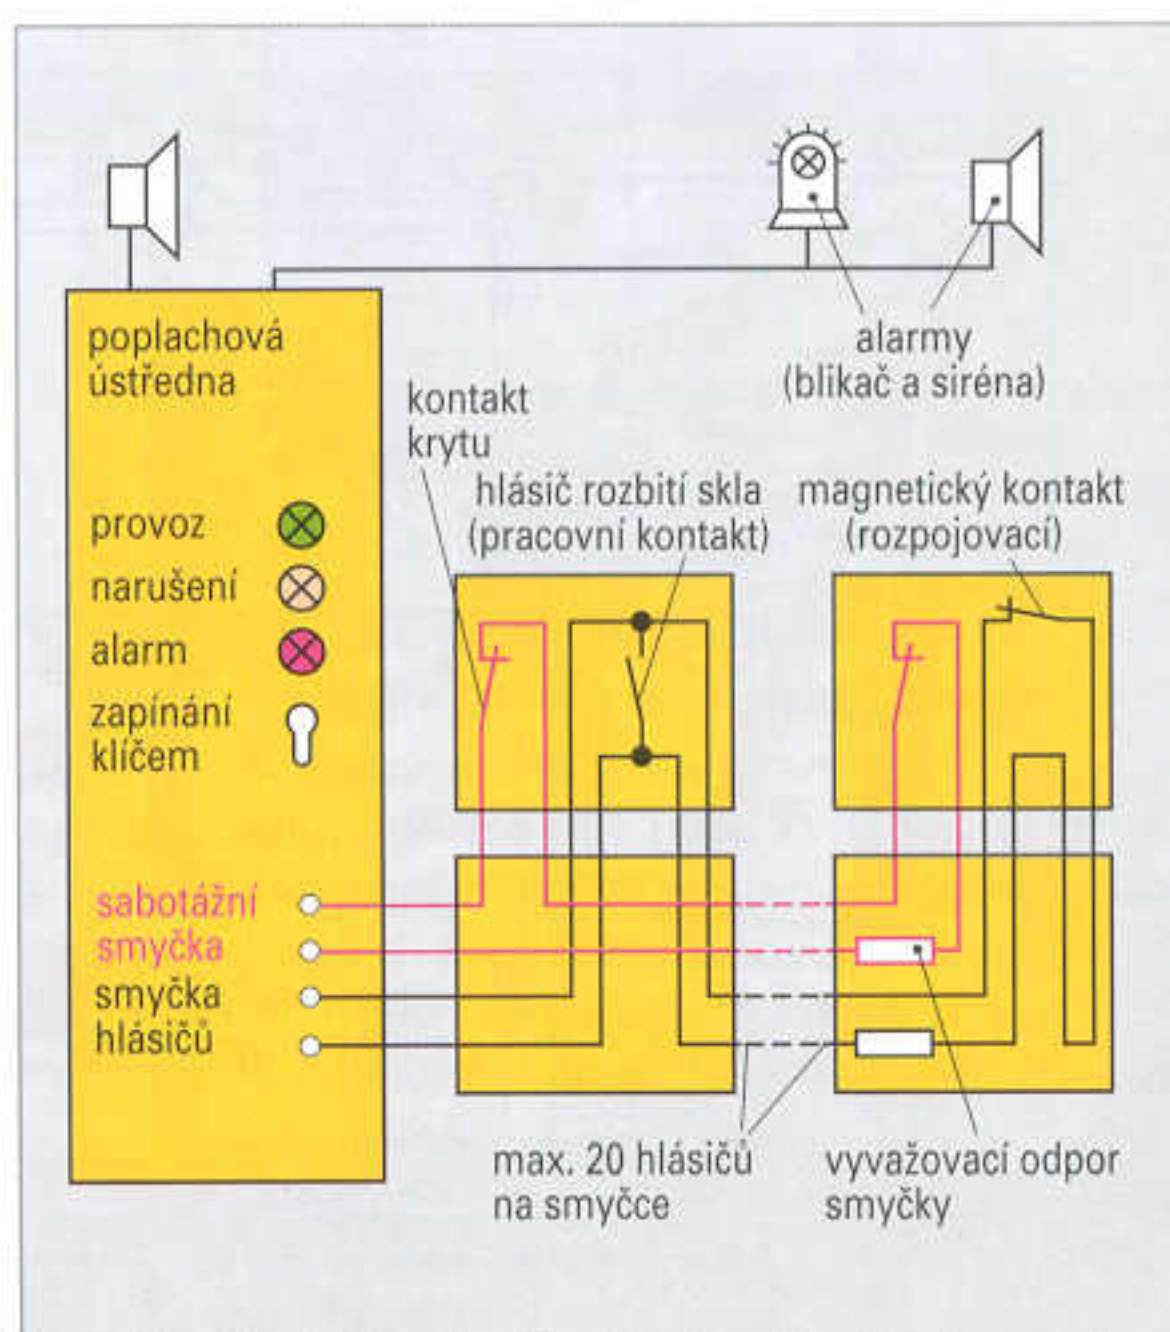 poplachová
ústředna
alarmy
(blikač a siréna)
kontakt
krytu
hlásič rozbití skla
(pracovní kontakt)
magnetický kontakt
(rozpojovací)
provoz
narušení
alarm
zapínání
klíčem
sabotážní
smyčka
smyčka
hlásičů
max. 20 hlásičů
na smyčce
vyvažovací odpor
smyčky